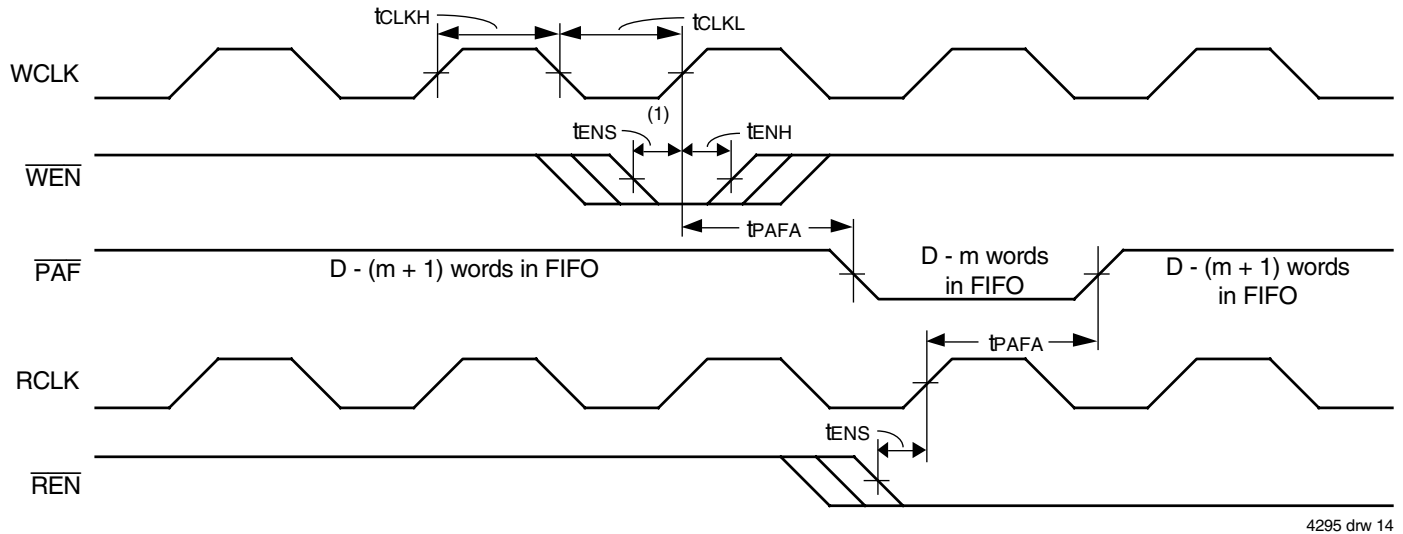 tCLKH
tCLKL
WCLK
(1)
tENS
tENH
WEN
tPAFA
PAF
D - (m + 1) words in FIFO
D - m words
in FIFO
D - (m + 1) words
in FIFO
tPAFA
RCLK
tENS
REN
4295 drw 14